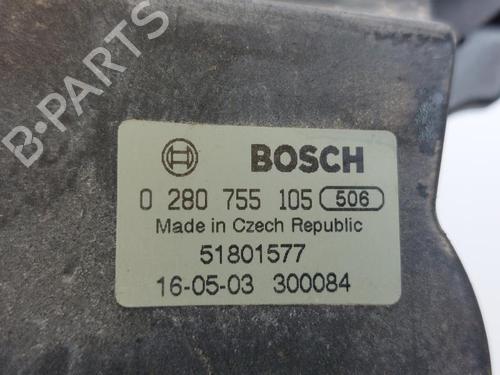 B-PARTS
BOSCH
0 280 755 105 506
Made in Czech Republic
51801577
16-05-03 300084